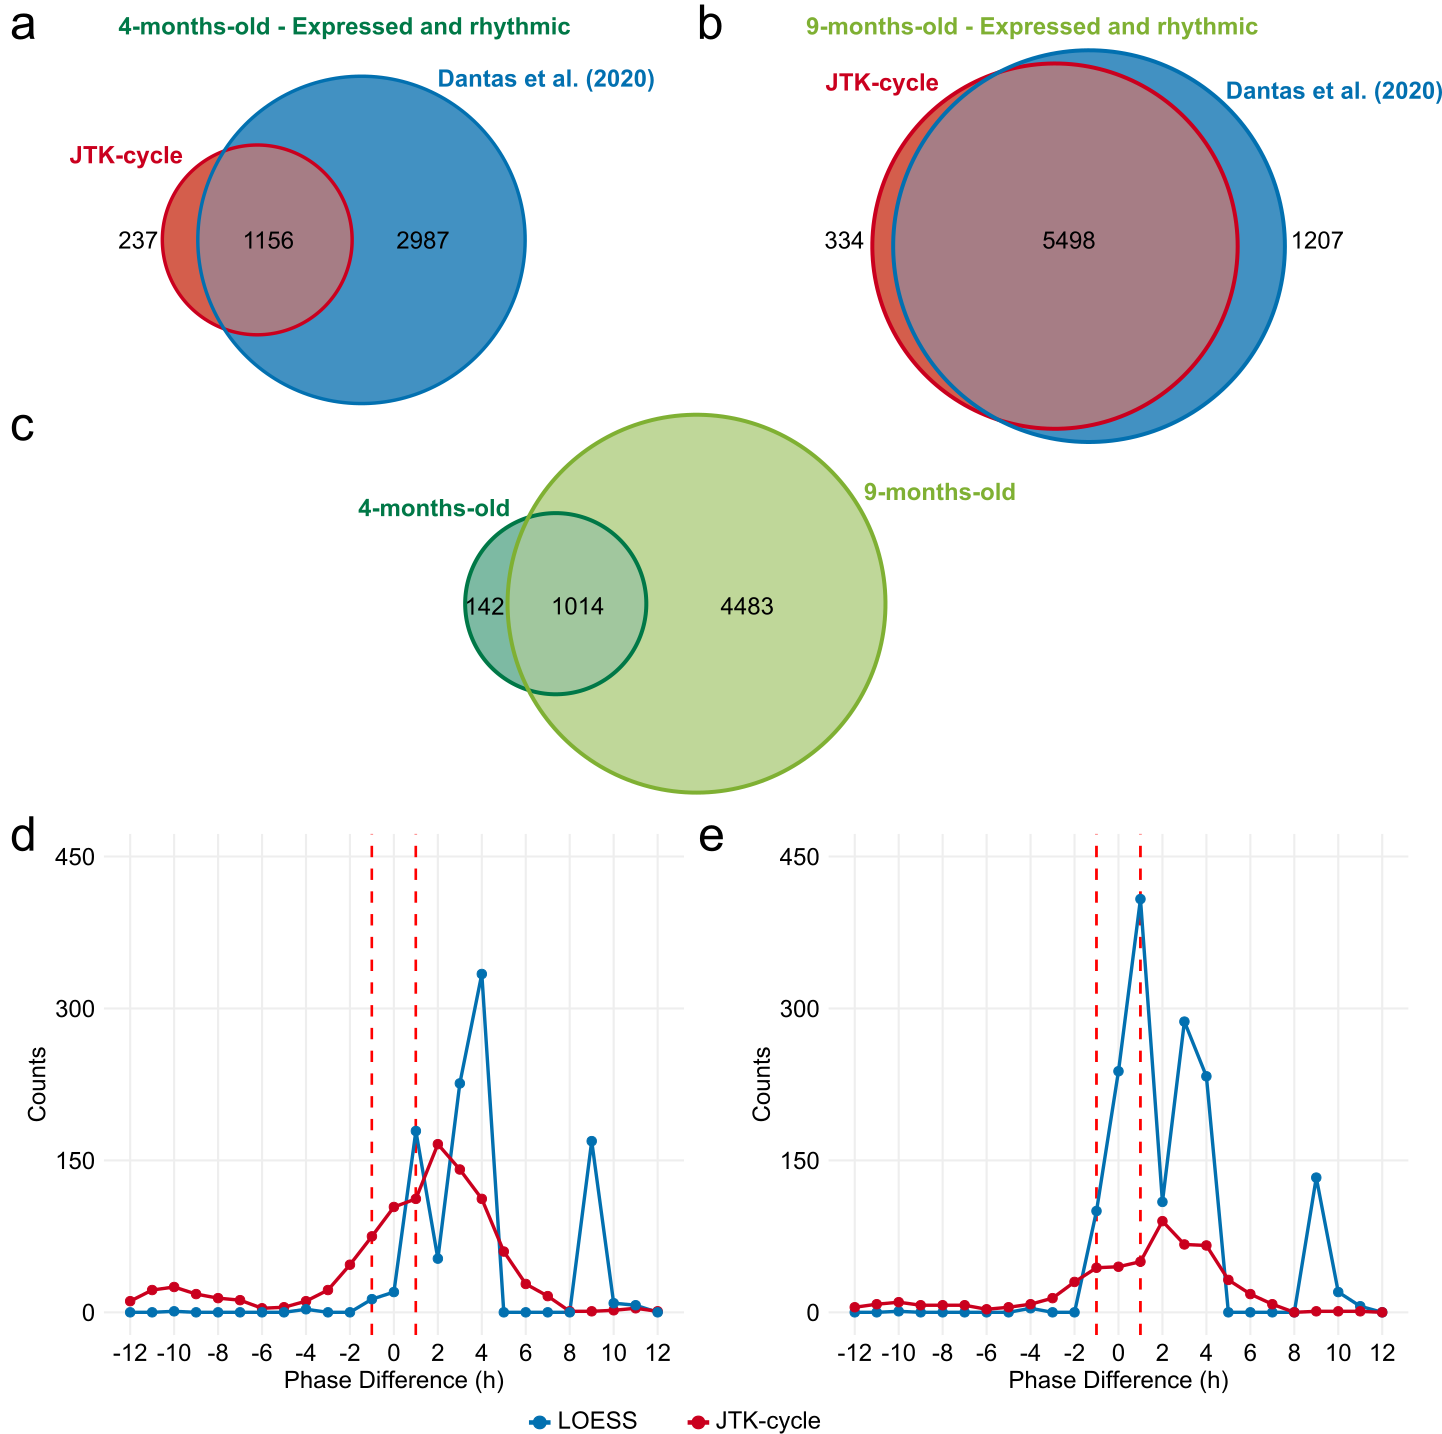 a
4-months-old - Expressed and rhythmic
Dantas et al. (2020)
JTK-cycle
237
1156
2987
b
9-months-old - Expressed and rhythmic
JTK-cycle
Dantas et al. (2020)
334
5498
1207
c
4-months-old
9-months-old
142
1014
4483
d
450
300
150
0
Counts
-12 -10 -8 -6 -4 -2 0 2 4 6 8 10 12
Phase Difference (h)
e
450
300
150
0
Counts
-12 -10 -8 -6 -4 -2 0 2 4 6 8 10 12
Phase Difference (h)
LOESS
JTK-cycle